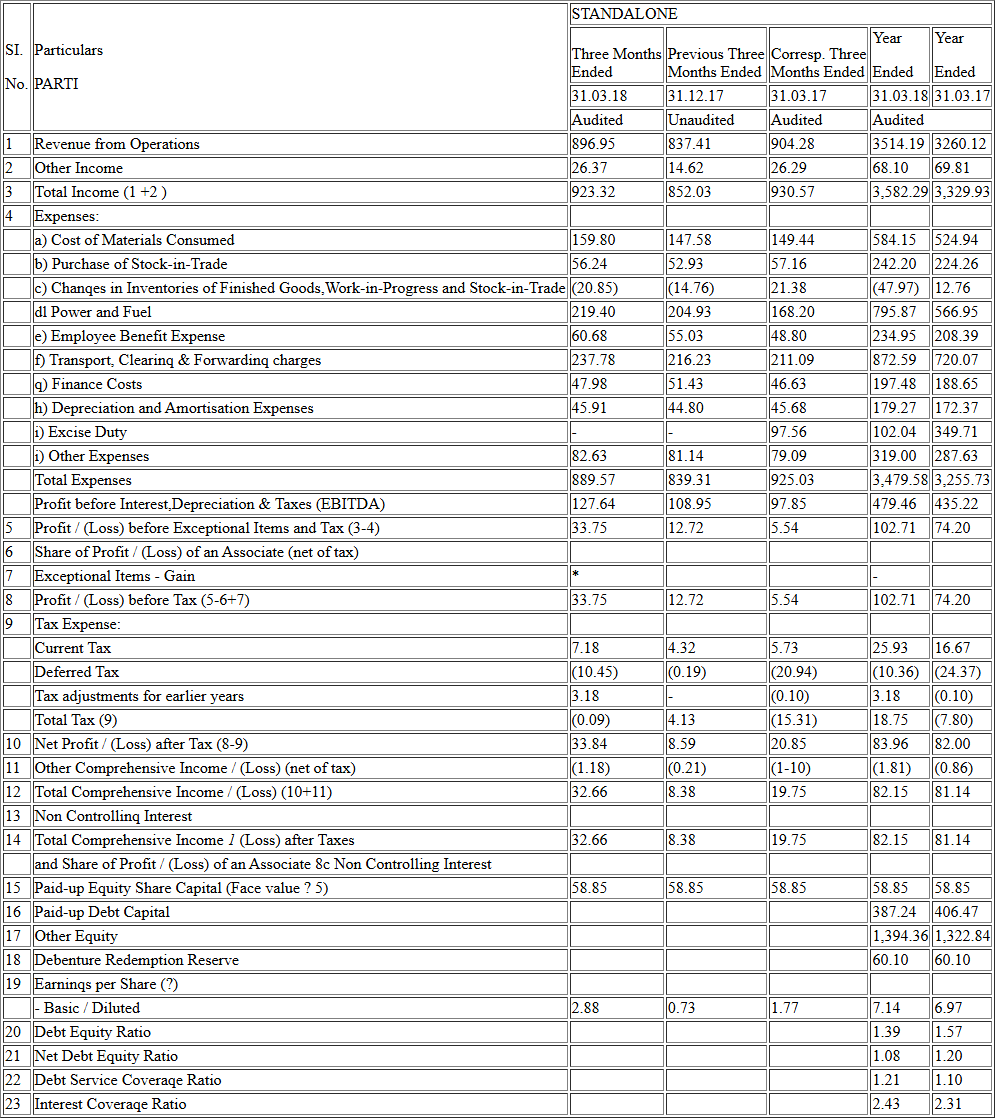 STANDALONE
SI. No. Particulars PARTI Three Months Ended Previous Three Months Ended Corresp. Three Months Ended Year Ended Year Ended
31.03.18 31.12.17 31.03.17 31.03.18 31.03.17
Audited Unaudited Audited Audited
1 Revenue from Operations 896.95 837.41 904.28 3514.19 3260.12
2 Other Income 26.37 14.62 26.29 68.10 69.81
3 Total Income (1 +2 ) 923.32 852.03 930.57 3,582.29 3,329.93
4 Expenses:
a) Cost of Materials Consumed 159.80 147.58 149.44 584.15 524.94
b) Purchase of Stock-in-Trade 56.24 52.93 57.16 242.20 224.26
c) Chanqes in Inventories of Finished Goods,Work-in-Progress and Stock-in-Trade (20.85) (14.76) 21.38 (47.97) 12.76
dl Power and Fuel 219.40 204.93 168.20 795.87 566.95
e) Employee Benefit Expense 60.68 55.03 48.80 234.95 208.39
f) Transport, Clearinq & Forwardinq charges 237.78 216.23 211.09 872.59 720.07
q) Finance Costs 47.98 51.43 46.63 197.48 188.65
h) Depreciation and Amortisation Expenses 45.91 44.80 45.68 179.27 172.37
i) Excise Duty - - 97.56 102.04 349.71
i) Other Expenses 82.63 81.14 79.09 319.00 287.63
Total Expenses 889.57 839.31 925.03 3,479.58 3,255.73
Profit before Interest,Depreciation & Taxes (EBITDA) 127.64 108.95 97.85 479.46 435.22
5 Profit / (Loss) before Exceptional Items and Tax (3-4) 33.75 12.72 5.54 102.71 74.20
6 Share of Profit / (Loss) of an Associate (net of tax)
7 Exceptional Items - Gain * -
8 Profit / (Loss) before Tax (5-6+7) 33.75 12.72 5.54 102.71 74.20
9 Tax Expense:
Current Tax 7.18 4.32 5.73 25.93 16.67
Deferred Tax (10.45) (0.19) (20.94) (10.36) (24.37)
Tax adjustments for earlier years 3.18 - (0.10) 3.18 (0.10)
Total Tax (9) (0.09) 4.13 (15.31) 18.75 (7.80)
10 Net Profit / (Loss) after Tax (8-9) 33.84 8.59 20.85 83.96 82.00
11 Other Comprehensive Income / (Loss) (net of tax) (1.18) (0.21) (1-10) (1.81) (0.86)
12 Total Comprehensive Income / (Loss) (10+11) 32.66 8.38 19.75 82.15 81.14
13 Non Controllinq Interest
14 Total Comprehensive Income 1 (Loss) after Taxes 32.66 8.38 19.75 82.15 81.14
and Share of Profit / (Loss) of an Associate 8c Non Controlling Interest
15 Paid-up Equity Share Capital (Face value ? 5) 58.85 58.85 58.85 58.85 58.85
16 Paid-up Debt Capital 387.24 406.47
17 Other Equity 1,394.36 1,322.84
18 Debenture Redemption Reserve 60.10 60.10
19 Earninqs per Share (?)
- Basic / Diluted 2.88 0.73 1.77 7.14 6.97
20 Debt Equity Ratio 1.39 1.57
21 Net Debt Equity Ratio 1.08 1.20
22 Debt Service Coveraqe Ratio 1.21 1.10
23 Interest Coveraqe Ratio 2.43 2.31